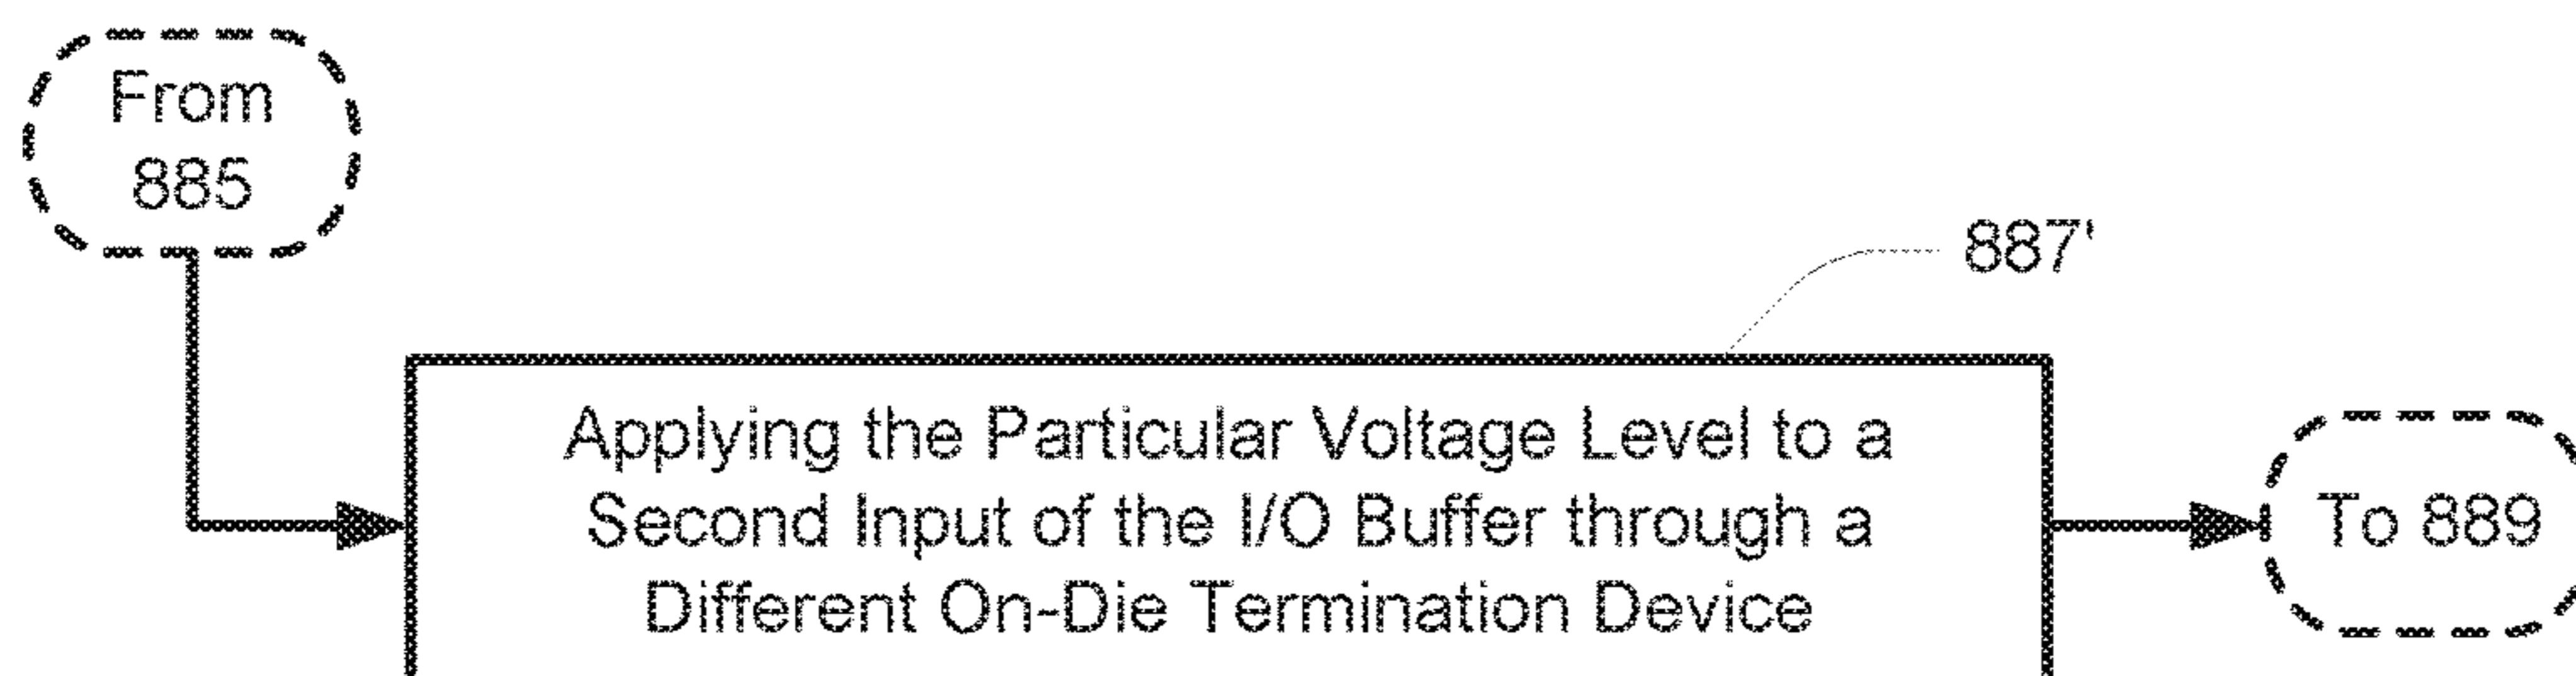 From
885
887'
Applying the Particular Voltage Level to a
Second Input of the I/O Buffer through a
Different On-Die Termination Device
To 889